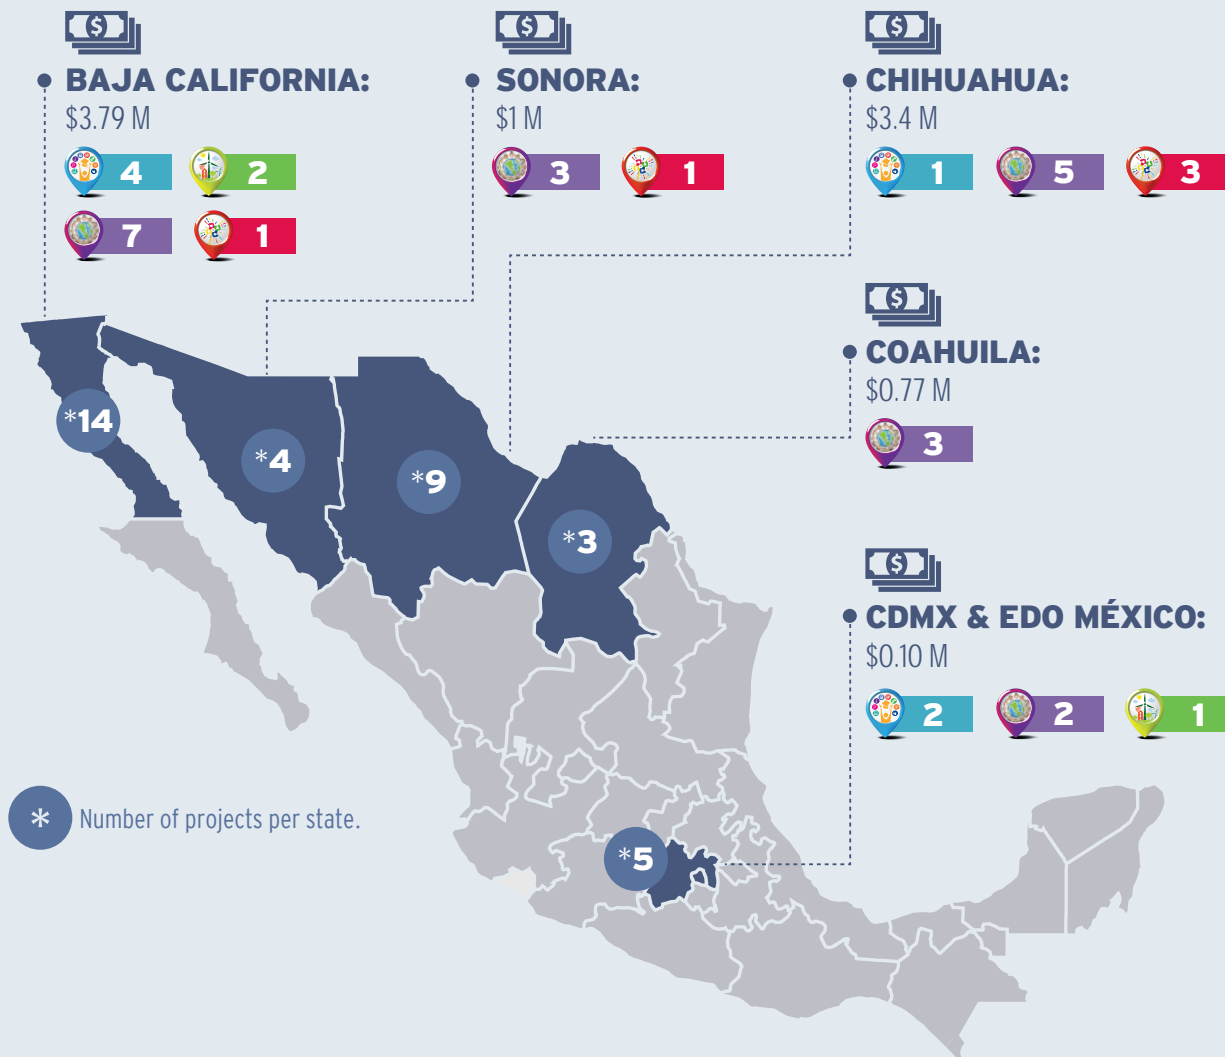 BAJA CALIFORNIA:
$3.79 M
4
2
7
1
SONORA:
$1 M
3
1
CHIHUAHUA:
$3.4 M
1
5
3
COAHUILA:
$0.77 M
3
CDMX & EDO MÉXICO:
$0.10 M
2
2
1
*14
*4
*9
*3
*5
* Number of projects per state.